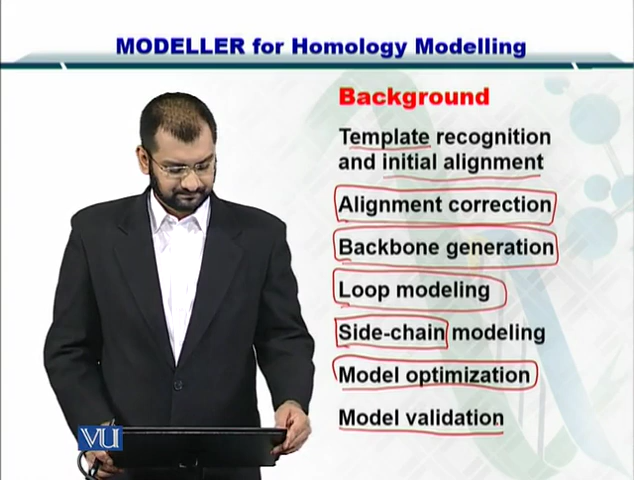 MODELLER for Homology Modelling
Background
Template recognition
and initial alignment
Alignment correction
Backbone generation
Loop modeling
Side-chain modeling
Model optimization
Model validation
VU